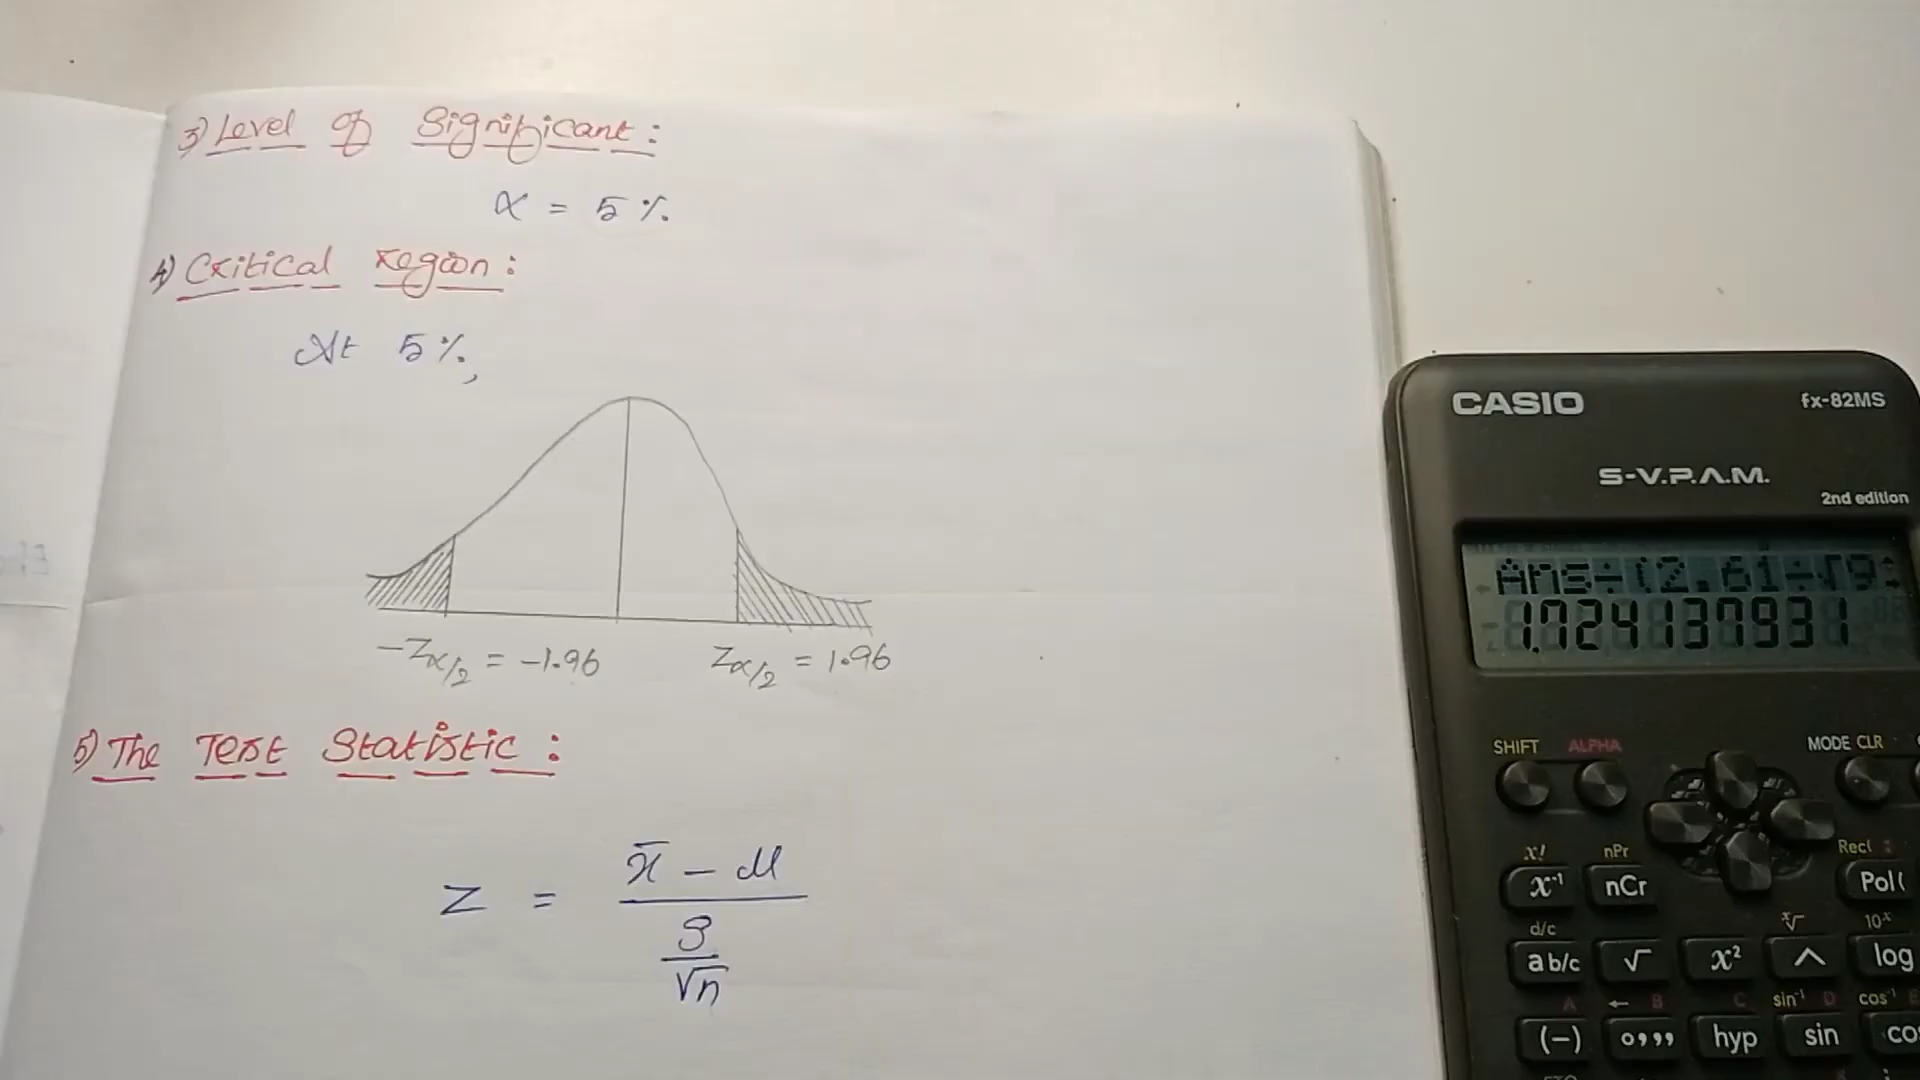 3) Level of Significant :
α = 5 %.
4) Critical region :
At 5 %,
-Zα/2 = -1.96
Zα/2 = 1.96
5) The Test Statistic :
Z = x̄ - μ
S
√n
CASIO
fx-82MS
S-V.P.A.M.
2nd edition
Ans÷(2.61÷√9
1.724137931
SHIFT ALPHA
MODE CLR
x! nPr
Rec( :
x⁻¹ nCr
Pol(
d/c ˣ√ 10ˣ
a b/c √ x² ^ log
A ← B C sin⁻¹ D cos⁻¹ E
(−) o,,, hyp sin